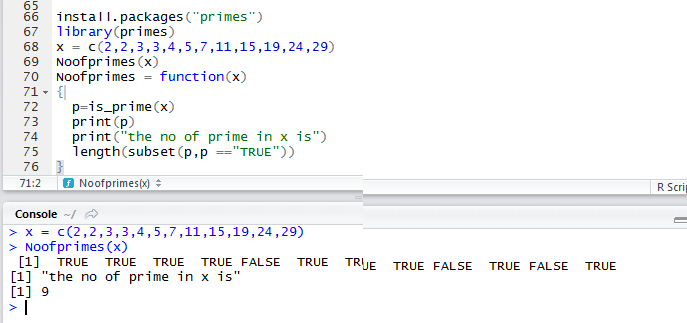 65
66 install.packages("primes")
67 library(primes)
68 x = c(2,2,3,3,4,5,7,11,15,19,24,29)
69 Noofprimes(x)
70 Noofprimes = function(x)
71 {
72 p=is_prime(x)
73 print(p)
74 print("the no of prime in x is")
75 length(subset(p,p =="TRUE"))
76 }
71:2 Noofprimes(x) R Scrip
Console ~/
> x = c(2,2,3,3,4,5,7,11,15,19,24,29)
> Noofprimes(x)
[1] TRUE TRUE TRUE TRUE FALSE TRUE TRUE TRUE FALSE TRUE FALSE TRUE
[1] "the no of prime in x is"
[1] 9
>